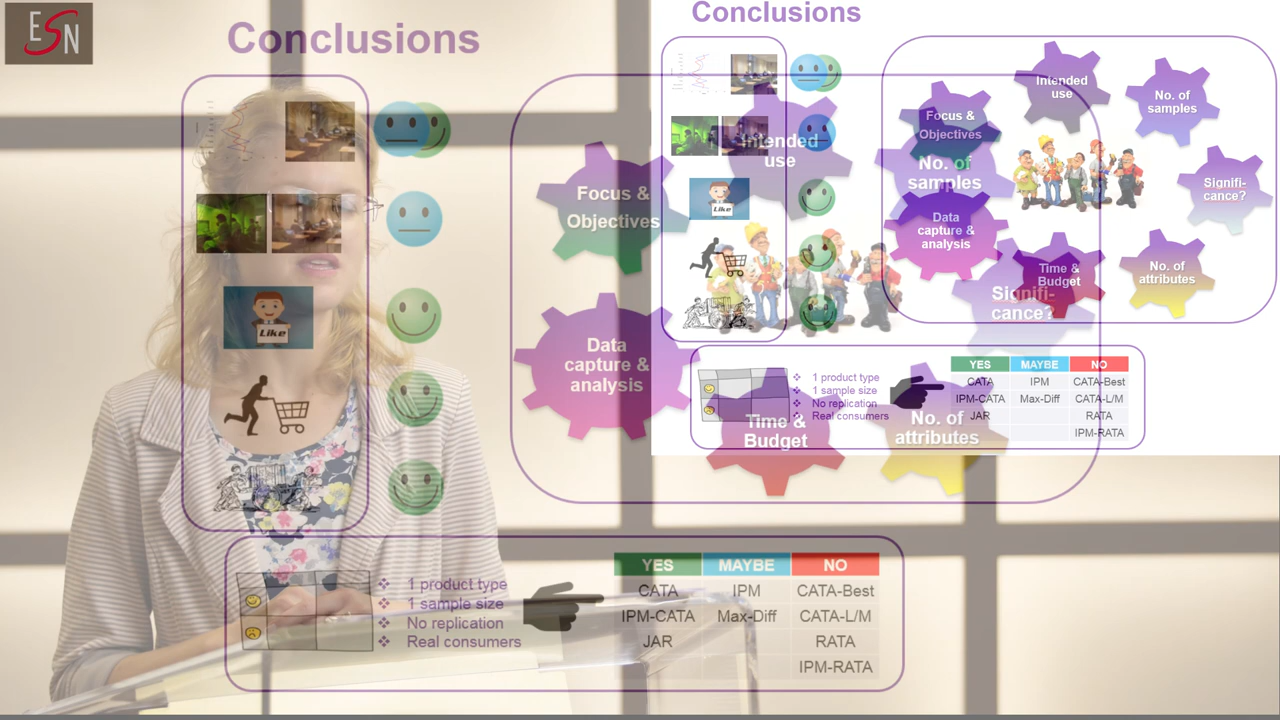 ESN
Conclusions
Focus &
Objectives
Intended
use
No. of
samples
Data
capture &
analysis
Signifi-
cance?
Time &
Budget
No. of
attributes
Like
1 product type
1 sample size
No replication
Real consumers
YES MAYBE NO
CATA IPM CATA-Best
IPM-CATA Max-Diff CATA-L/M
JAR RATA
IPM-RATA
Conclusions
Intended
use
No. of
samples
Focus &
Objectives
Signifi-
cance?
Data
capture &
analysis
Time &
Budget
No. of
attributes
Like
1 product type
1 sample size
No replication
Real consumers
YES MAYBE NO
CATA IPM CATA-Best
IPM-CATA Max-Diff CATA-L/M
JAR RATA
IPM-RATA